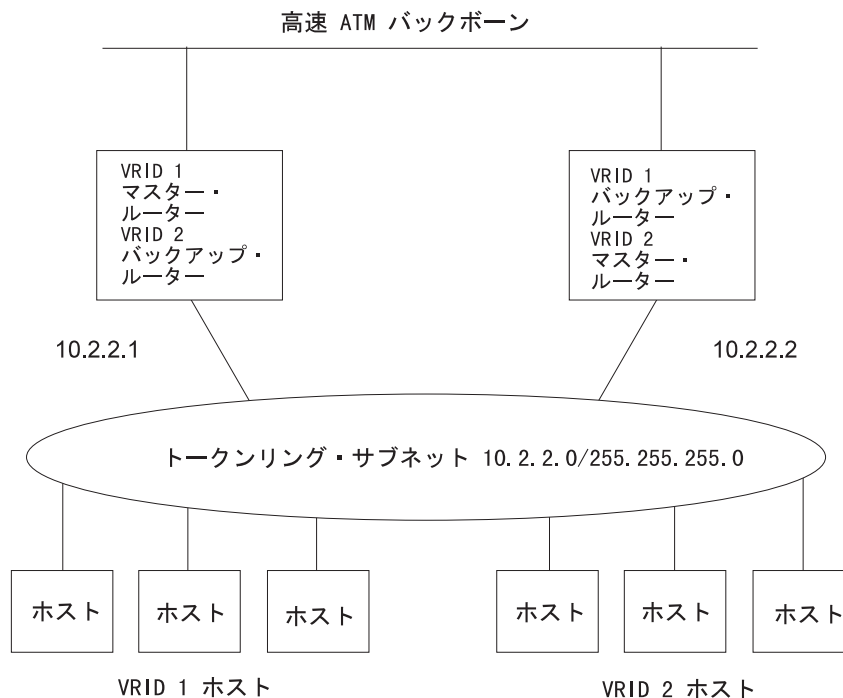 高速 ATM バックボーン
VRID 1
マスター・
ルーター
VRID 2
バックアップ・
ルーター
VRID 1
バックアップ・
ルーター
VRID 2
マスター・
ルーター
10.2.2.1
10.2.2.2
トークンリング・サブネット 10.2.2.0/255.255.255.0
ホスト
ホスト
ホスト
ホスト
ホスト
ホスト
VRID 1 ホスト
VRID 2 ホスト